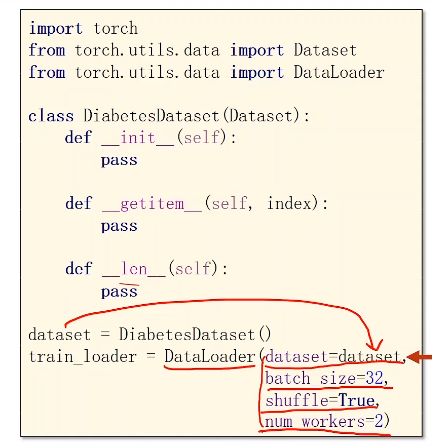 import torch
from torch.utils.data import Dataset
from torch.utils.data import DataLoader
class DiabetesDataset(Dataset):
def __init__(self):
pass
def __getitem__(self, index):
pass
def __len__(self):
pass
dataset = DiabetesDataset()
train_loader = DataLoader(dataset=dataset,
batch_size=32,
shuffle=True,
num_workers=2)